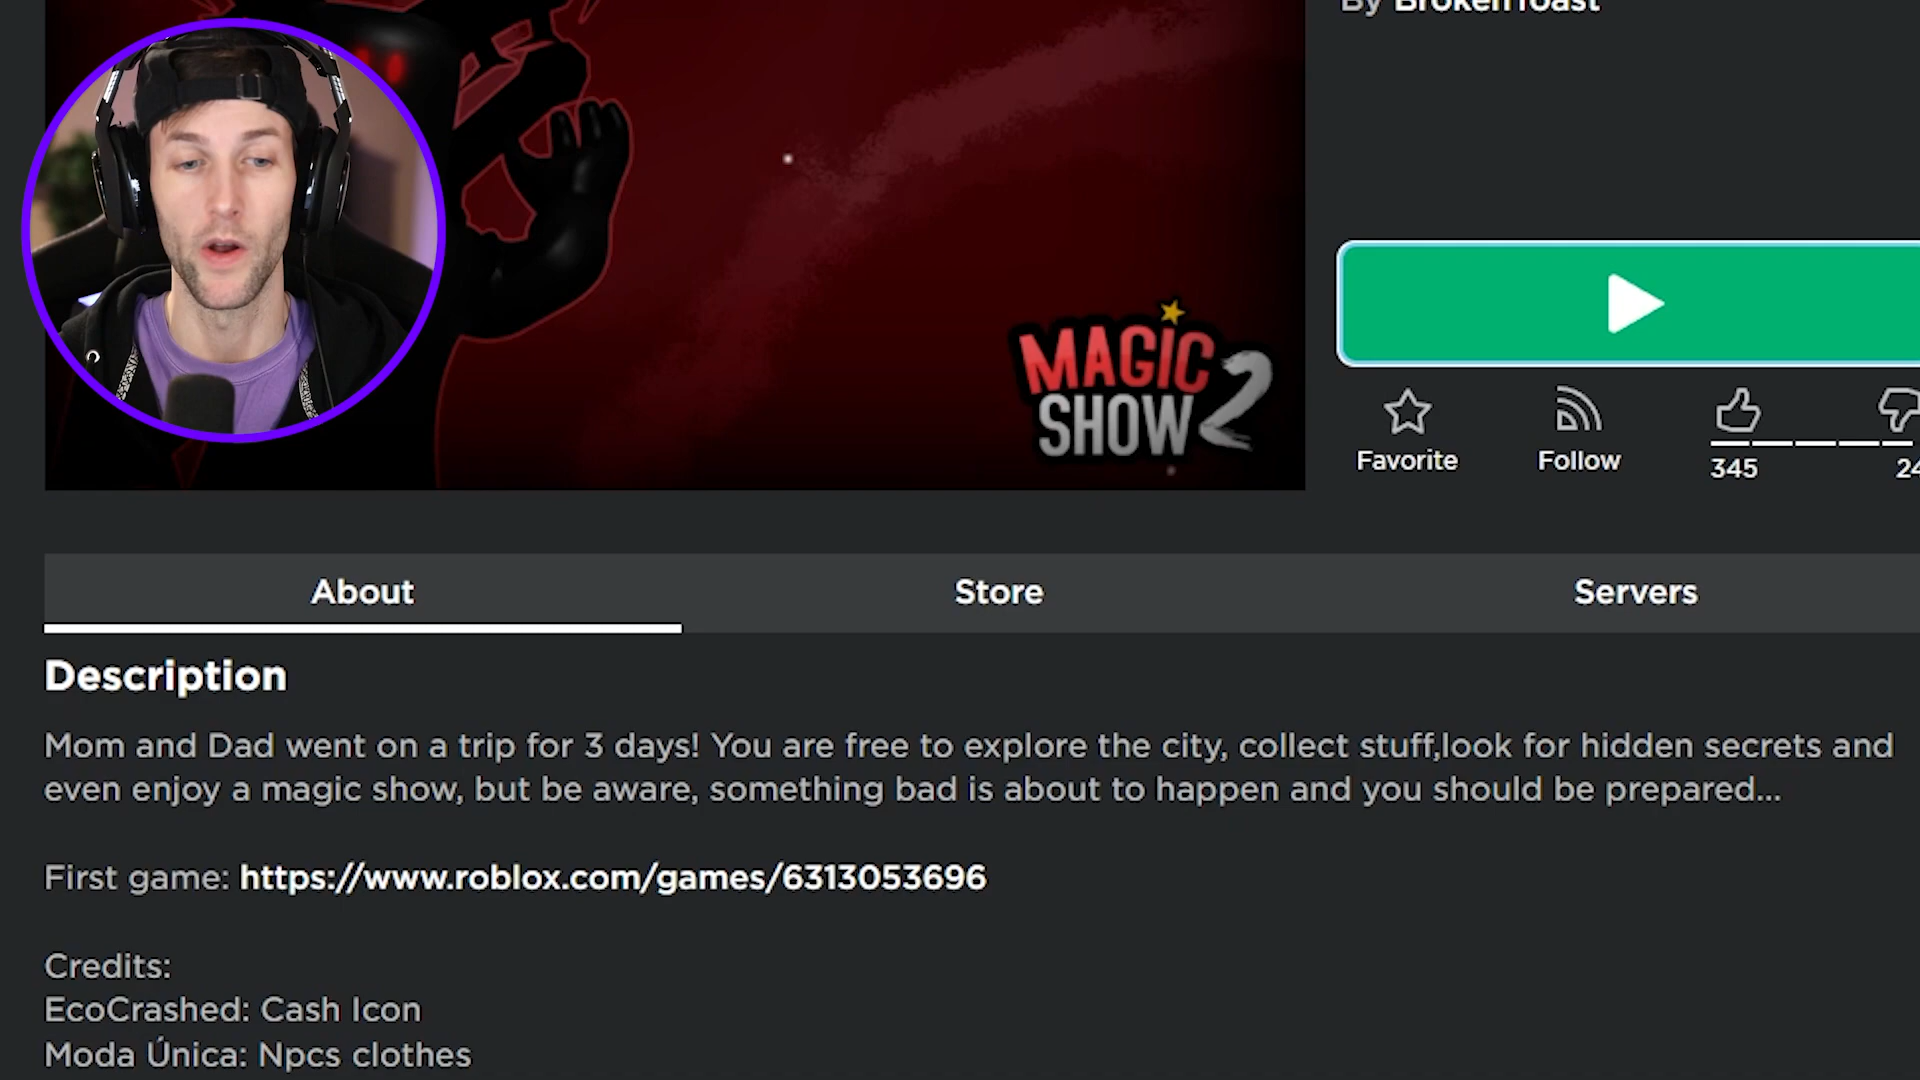 By BrokenToast
MAGIC
SHOW 2
Favorite
Follow
345
24
About
Store
Servers
Description
Mom and Dad went on a trip for 3 days! You are free to explore the city, collect stuff,look for hidden secrets and
even enjoy a magic show, but be aware, something bad is about to happen and you should be prepared...
First game: https://www.roblox.com/games/6313053696
Credits:
EcoCrashed: Cash Icon
Moda Única: Npcs clothes